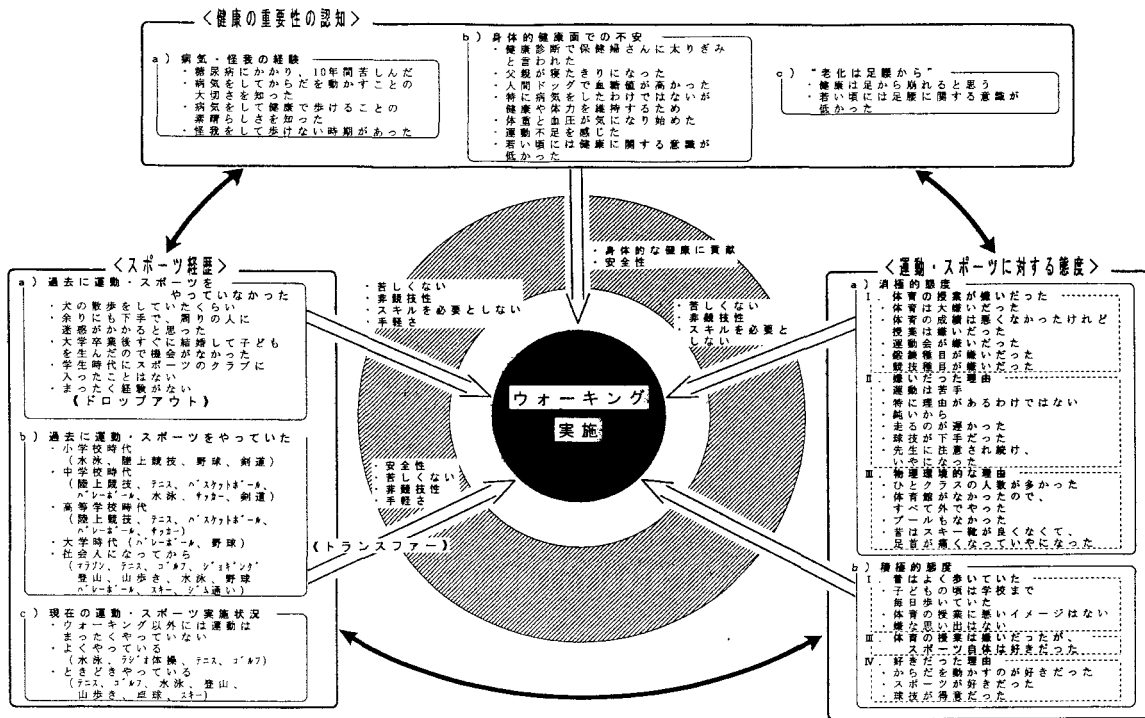 ＜健康の重要性の認知＞
a）病気・怪我の経験
・糖尿病にかかり、10年間苦しんだ
・病気をしてからだを動かすことの
大切さを知った
・病気をして健康で歩けることの
素晴らしさを知った
・怪我をして歩けない時期があった
b）身体的健康面での不安
・健康診断で保健婦さんに太りぎみ
と言われた
・父親が寝たきりになった
・人間ドッグで血糖値が高かった
・特に病気をしたわけではないが
健康や体力を維持するため
・体重と血圧が気になり始めた
・運動不足を感じた
・若い頃には健康に関する意識が
低かった
c）“老化は足腰から”
・健康は足から崩れると思う
・若い頃には足腰に関する意識が
低かった
＜スポーツ経歴＞
a）過去に運動・スポーツを
やっていなかった
・犬の散歩をしていたくらい
・余りにも下手で、周りの人に
迷惑がかかると思った
・大学卒業後すぐに結婚して子ども
を生んだので機会がなかった
・学生時代にスポーツのクラブに
入ったことはない
・まったく経験がない
《ドロップアウト》
b）過去に運動・スポーツをやっていた
・小学校時代
（水泳、陸上競技、野球、剣道）
・中学校時代
（陸上競技、テニス、バスケットボール、
バレーボール、水泳、サッカー、剣道）
・高等学校時代
（陸上競技、テニス、バスケットボール、
バレーボール、サッカー）
・大学時代（バレーボール、野球）
・社会人になってから
（マラソン、テニス、ゴルフ、ジョギング
登山、山歩き、水泳、野球
バレーボール、スキー、ジム通い）
《トランスファー》
c）現在の運動・スポーツ実施状況
・ウォーキング以外には運動は
まったくやっていない
・よくやっている
（水泳、ラジオ体操、テニス、ゴルフ）
・ときどきやっている
（テニス、ゴルフ、水泳、登山、
山歩き、卓球、スキー）
・身体的な健康に貢献
・安全性
・苦しくない
・非競技性
・スキルを必要としない
・手軽さ
・苦しくない
・非競技性
・スキルを必要と
しない
ウォーキング
実施
・安全性
・苦しくない
・非競技性
・手軽さ
＜運動・スポーツに対する態度＞
a）消極的態度
Ⅰ．体育の授業が嫌いだった
・体育は大嫌いだった
・体育の成績は悪くなかったけれど
授業は嫌いだった
・運動会が嫌いだった
・鍛錬種目が嫌いだった
・競技種目が嫌いだった
Ⅱ．嫌いだった理由
・運動は苦手
・特に理由があるわけではない
・鈍いから
・走るのが遅かった
・球技が下手だった
・先生に注意され続け、
いやになった
Ⅲ．物理環境的な理由
・ひとクラスの人数が多かった
・体育館がなかったので、
すべて外でやった
・プールもなかった
・昔はスキー靴が良くなくて、
足首が痛くなっていやになった
b）積極的態度
Ⅰ．昔はよく歩いていた
・子どもの頃は学校まで
毎日歩いていた
・体育の授業に悪いイメージはない
嫌な思い出はない
Ⅲ．体育の授業は嫌いだったが、
スポーツ自体は好きだった
Ⅳ．好きだった理由
・からだを動かすのが好きだった
・スポーツが好きだった
・球技が得意だった